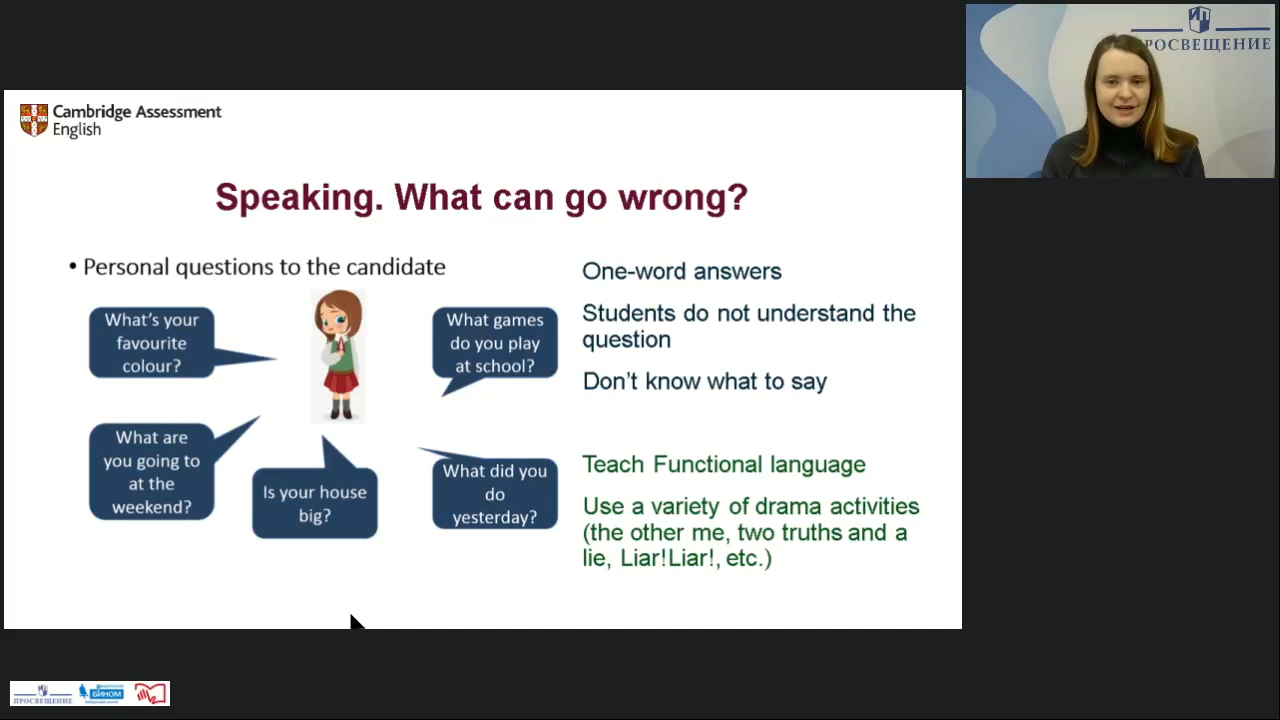 Cambridge Assessment
English
Speaking. What can go wrong?
• Personal questions to the candidate
What's your
favourite
colour?
What games
do you play
at school?
What are
you going to
at the
weekend?
Is your house
big?
What did you
do
yesterday?
One-word answers
Students do not understand the
question
Don't know what to say
Teach Functional language
Use a variety of drama activities
(the other me, two truths and a
lie, Liar!Liar!, etc.)
ПРОСВЕЩЕНИЕ
ПРОСВЕЩЕНИЕ
БИНОМ